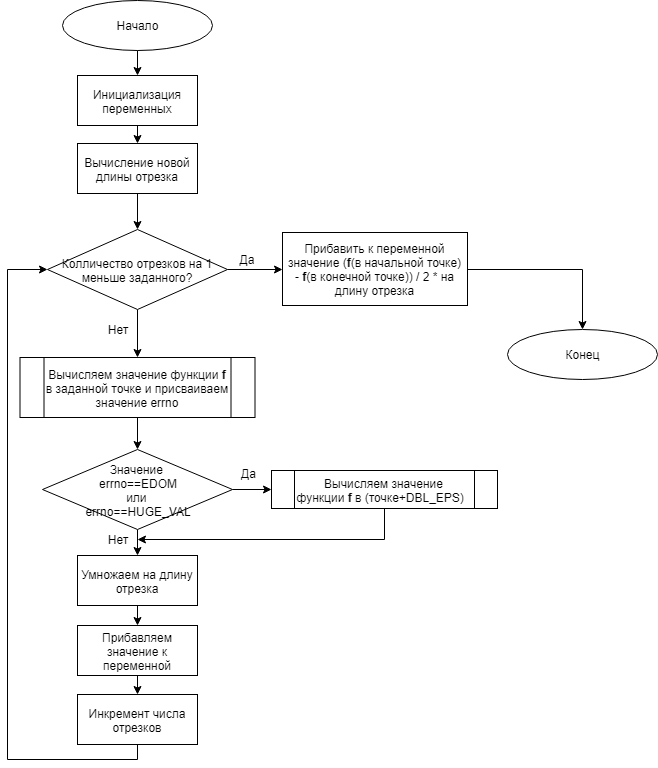 Начало
Инициализация
переменных
Вычисление новой
длины отрезка
Колличество отрезков на 1
меньше заданного?
Да
Прибавить к переменной
значение (f(в начальной точке)
- f(в конечной точке)) / 2 * на
длину отрезка
Конец
Нет
Вычисляем значение функции f
в заданной точке и присваиваем
значение errno
Значение
errno==EDOM
или
errno==HUGE_VAL
Да
Вычисляем значение
функции f в (точке+DBL_EPS)
Нет
Умножаем на длину
отрезка
Прибавляем
значение к
переменной
Инкремент числа
отрезков